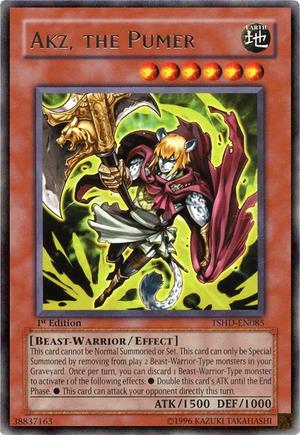 AKZ, THE PUMER
EARTH
地
1st Edition
TSHD-EN085
[BEAST-WARRIOR/EFFECT]
This card cannot be Normal Summoned or Set. This card can only be Special
Summoned by removing from play 2 Beast-Warrior-Type monsters in your
Graveyard. Once per turn, you can discard 1 Beast-Warrior-Type monster
to activate 1 of the following effects: ● Double this card's ATK until the End
Phase. ● This card can attack your opponent directly this turn.
ATK/1500 DEF/1000
38837163
©1996 KAZUKI TAKAHASHI